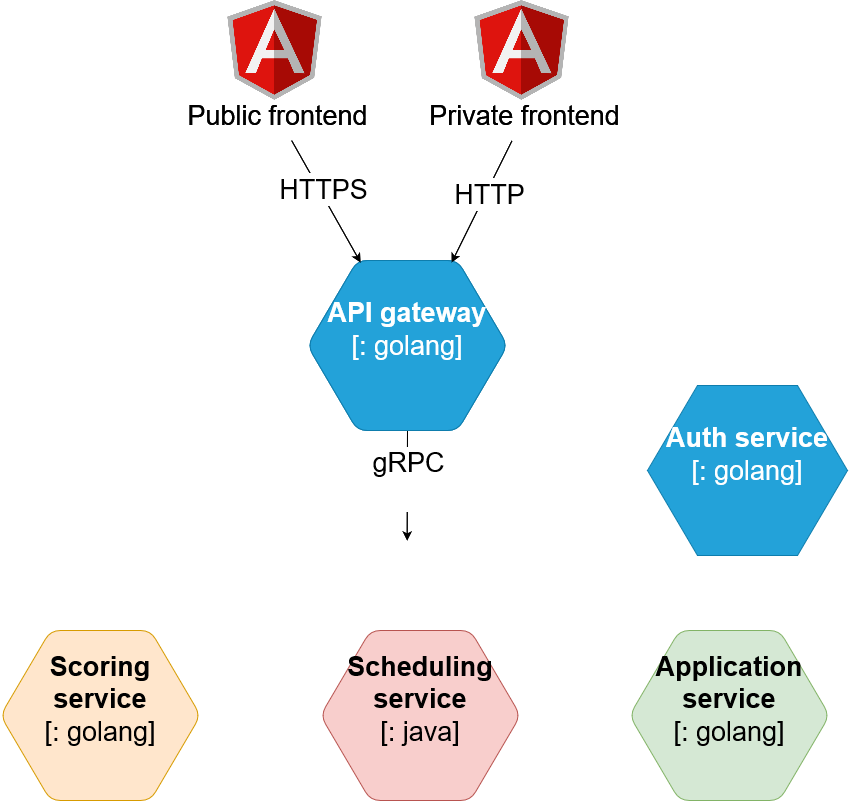 Public frontend
Private frontend
HTTPS
HTTP
API gateway
[: golang]
gRPC
Auth service
[: golang]
Scoring
service
[: golang]
Scheduling
service
[: java]
Application
service
[: golang]